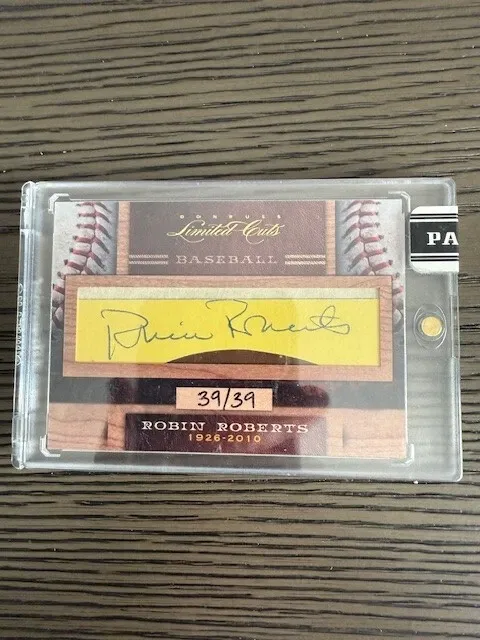 DONRUSS
Limited Cuts
BASEBALL
PA
Robin Roberts
39/39
ROBIN ROBERTS
1926-2010